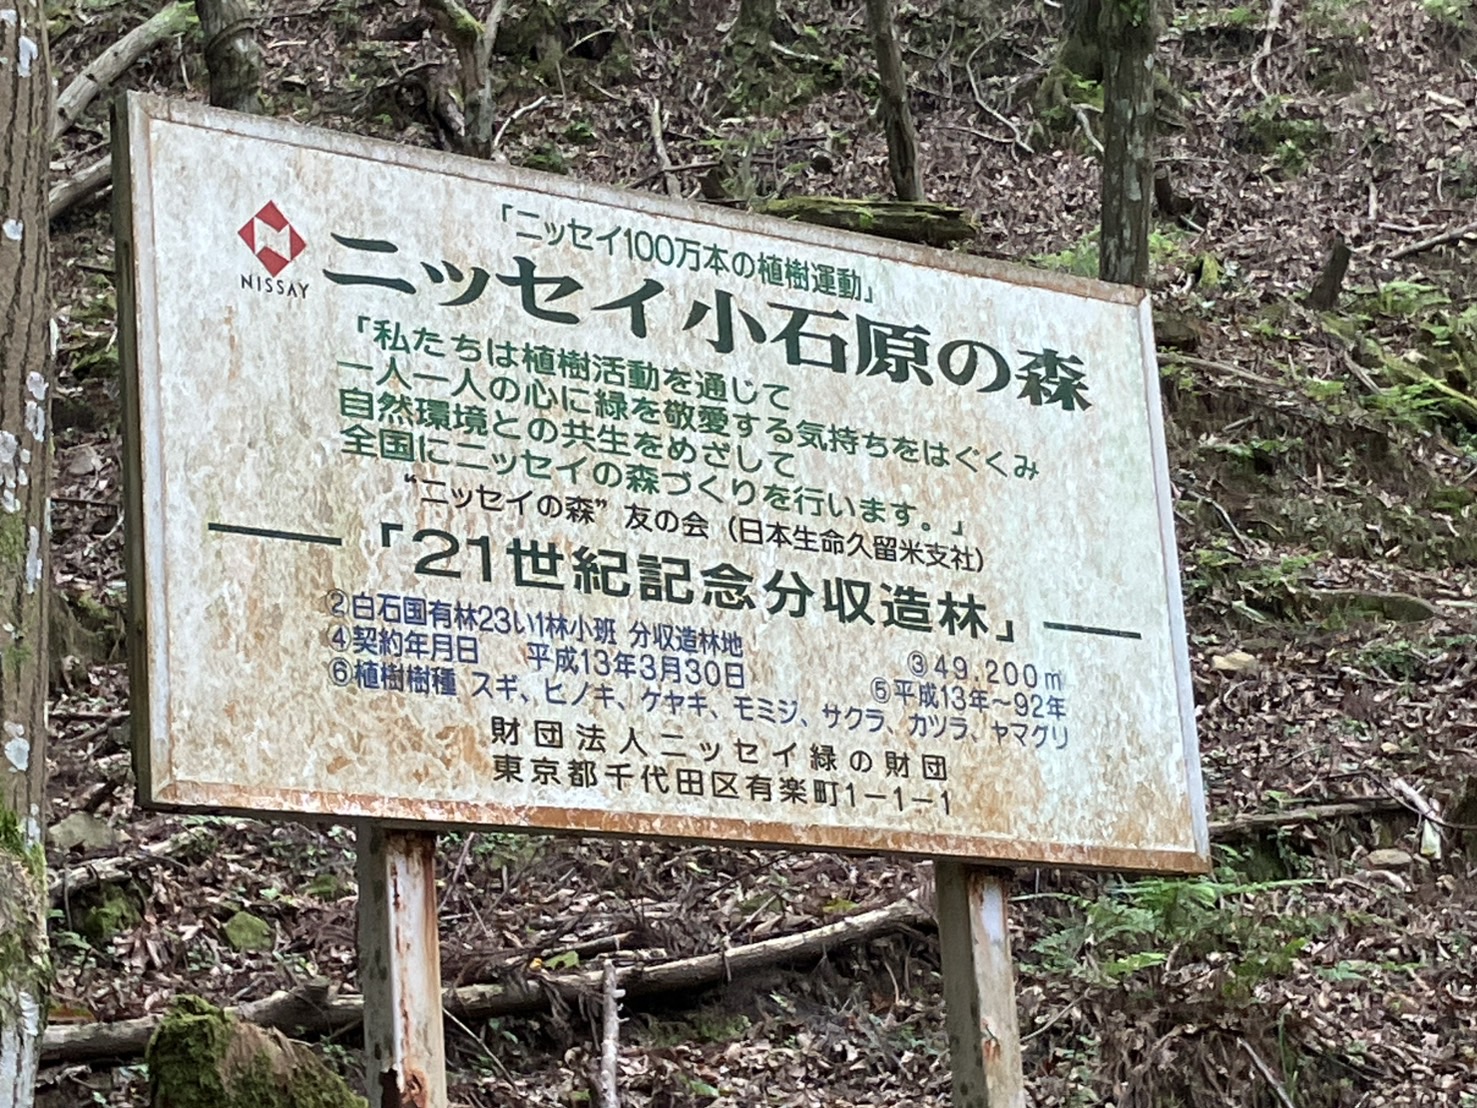 「ニッセイ100万本の植樹運動」
NISSAY
ニッセイ小石原の森
「私たちは植樹活動を通じて
一人一人の心に緑を敬愛する気持ちをはぐくみ
自然環境との共生をめざして
全国にニッセイの森づくりを行います。」
“ニッセイの森”友の会（日本生命久留米支社）
「21世紀記念分収造林」
②白石国有林23い1林小班 分収造林地
③49,200㎡
④契約年月日 平成13年3月30日
⑤平成13年～92年
⑥植樹樹種 スギ、ヒノキ、ケヤキ、モミジ、サクラ、カツラ、ヤマグリ
財団法人ニッセイ緑の財団
東京都千代田区有楽町1－1－1